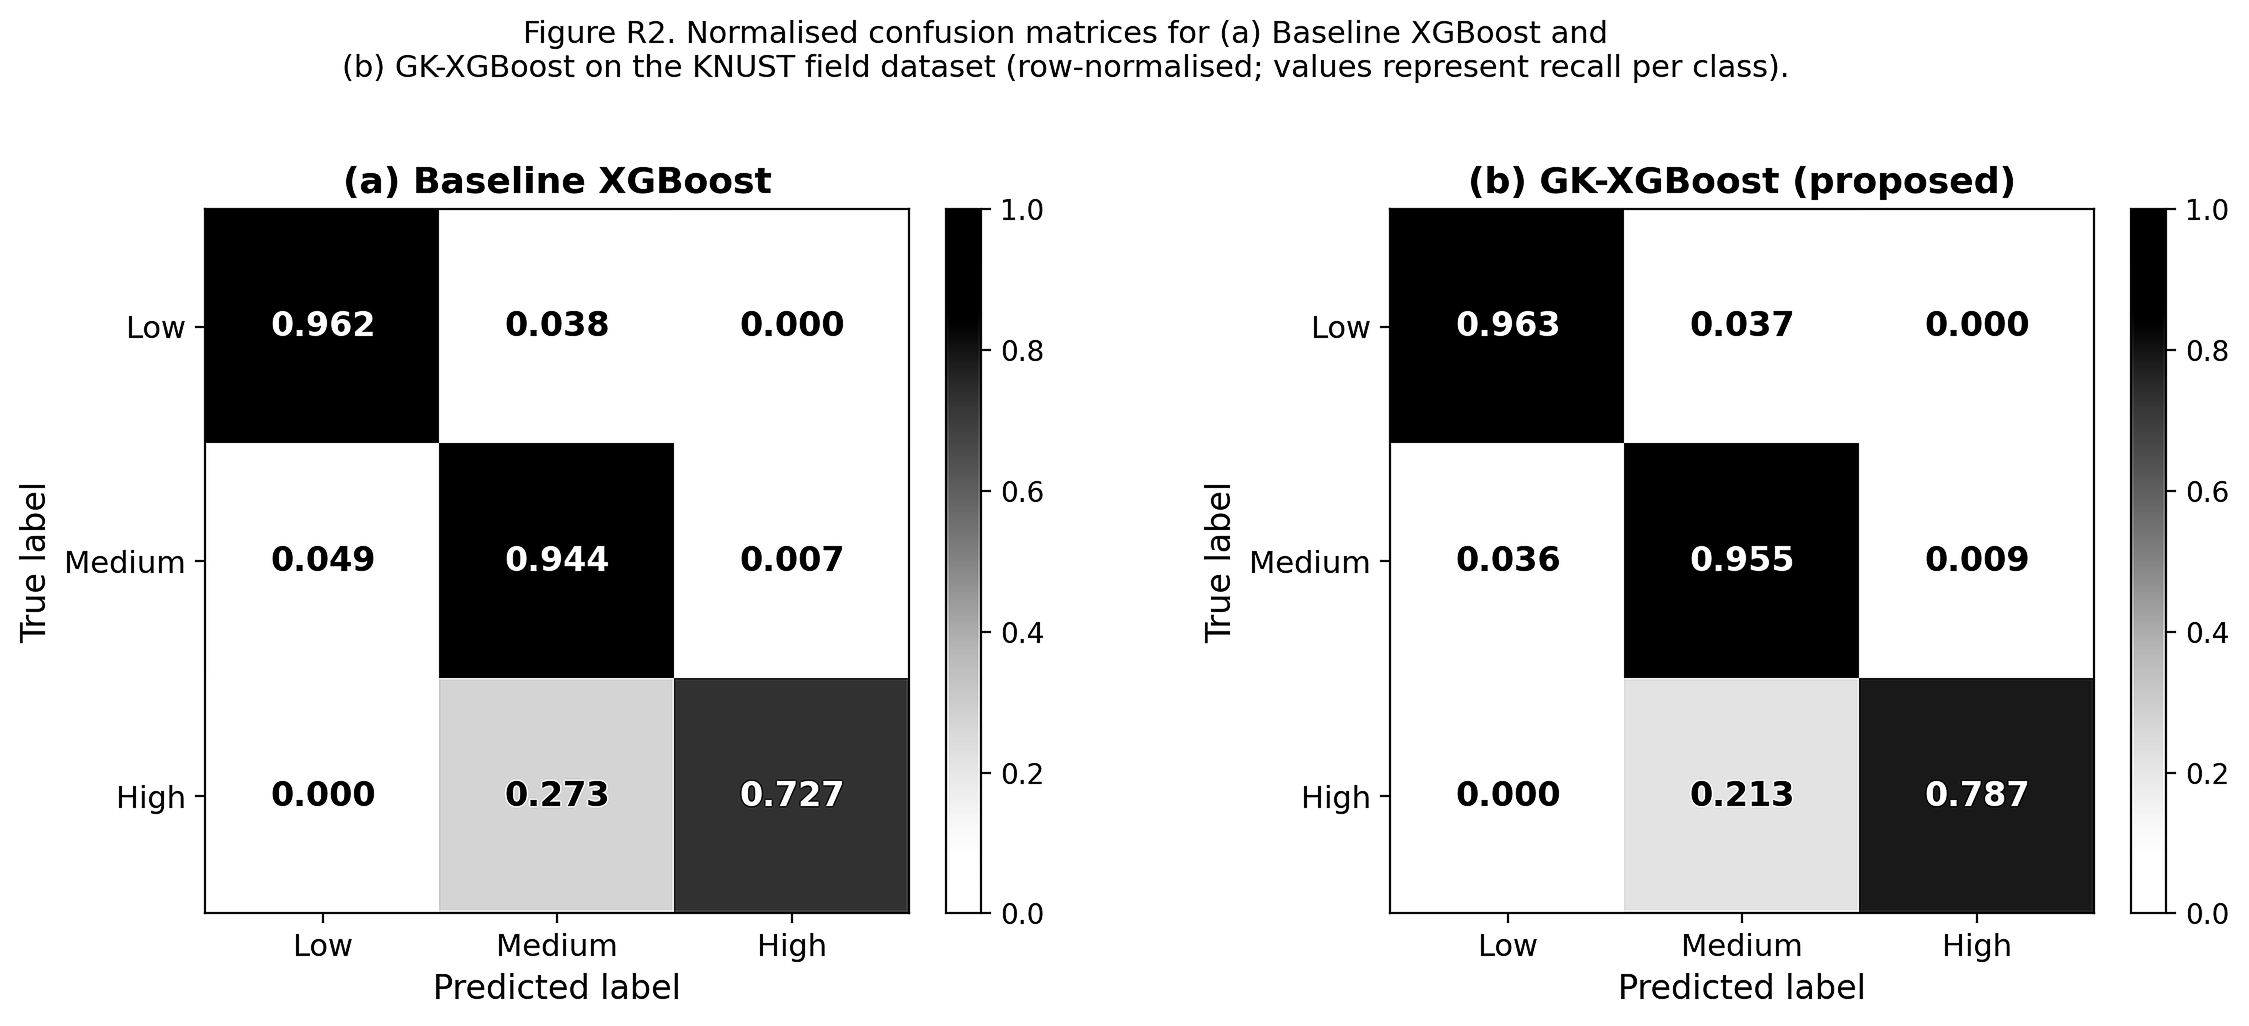 Figure R2. Normalised confusion matrices for (a) Baseline XGBoost and
(b) GK-XGBoost on the KNUST field dataset (row-normalised; values represent recall per class).
(a) Baseline XGBoost
True label
Low 0.962 0.038 0.000
Medium 0.049 0.944 0.007
High 0.000 0.273 0.727
Low Medium High
Predicted label
1.0
0.8
0.6
0.4
0.2
0.0
(b) GK-XGBoost (proposed)
True label
Low 0.963 0.037 0.000
Medium 0.036 0.955 0.009
High 0.000 0.213 0.787
Low Medium High
Predicted label
1.0
0.8
0.6
0.4
0.2
0.0